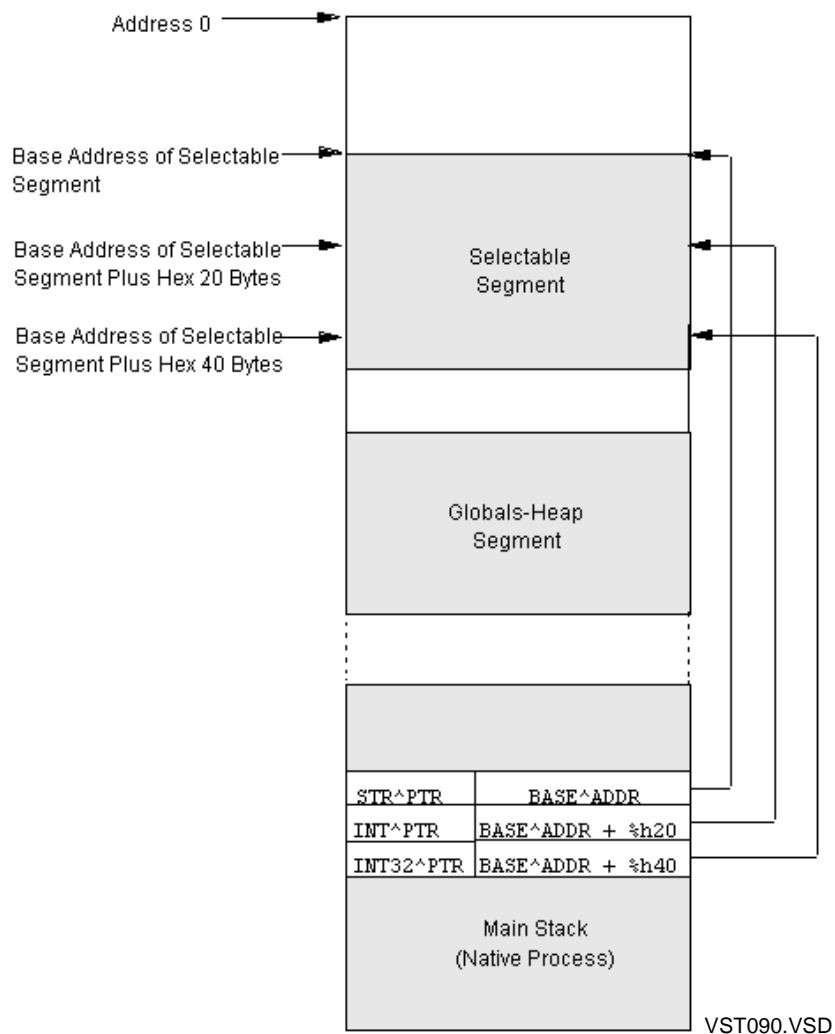 Address 0
Base Address of Selectable
Segment
Base Address of Selectable
Segment Plus Hex 20 Bytes
Selectable
Segment
Base Address of Selectable
Segment Plus Hex 40 Bytes
Globals-Heap
Segment
STR^PTR BASE^ADDR
INT^PTR BASE^ADDR + %h20
INT32^PTR BASE^ADDR + %h40
Main Stack
(Native Process)
VST090.VSD